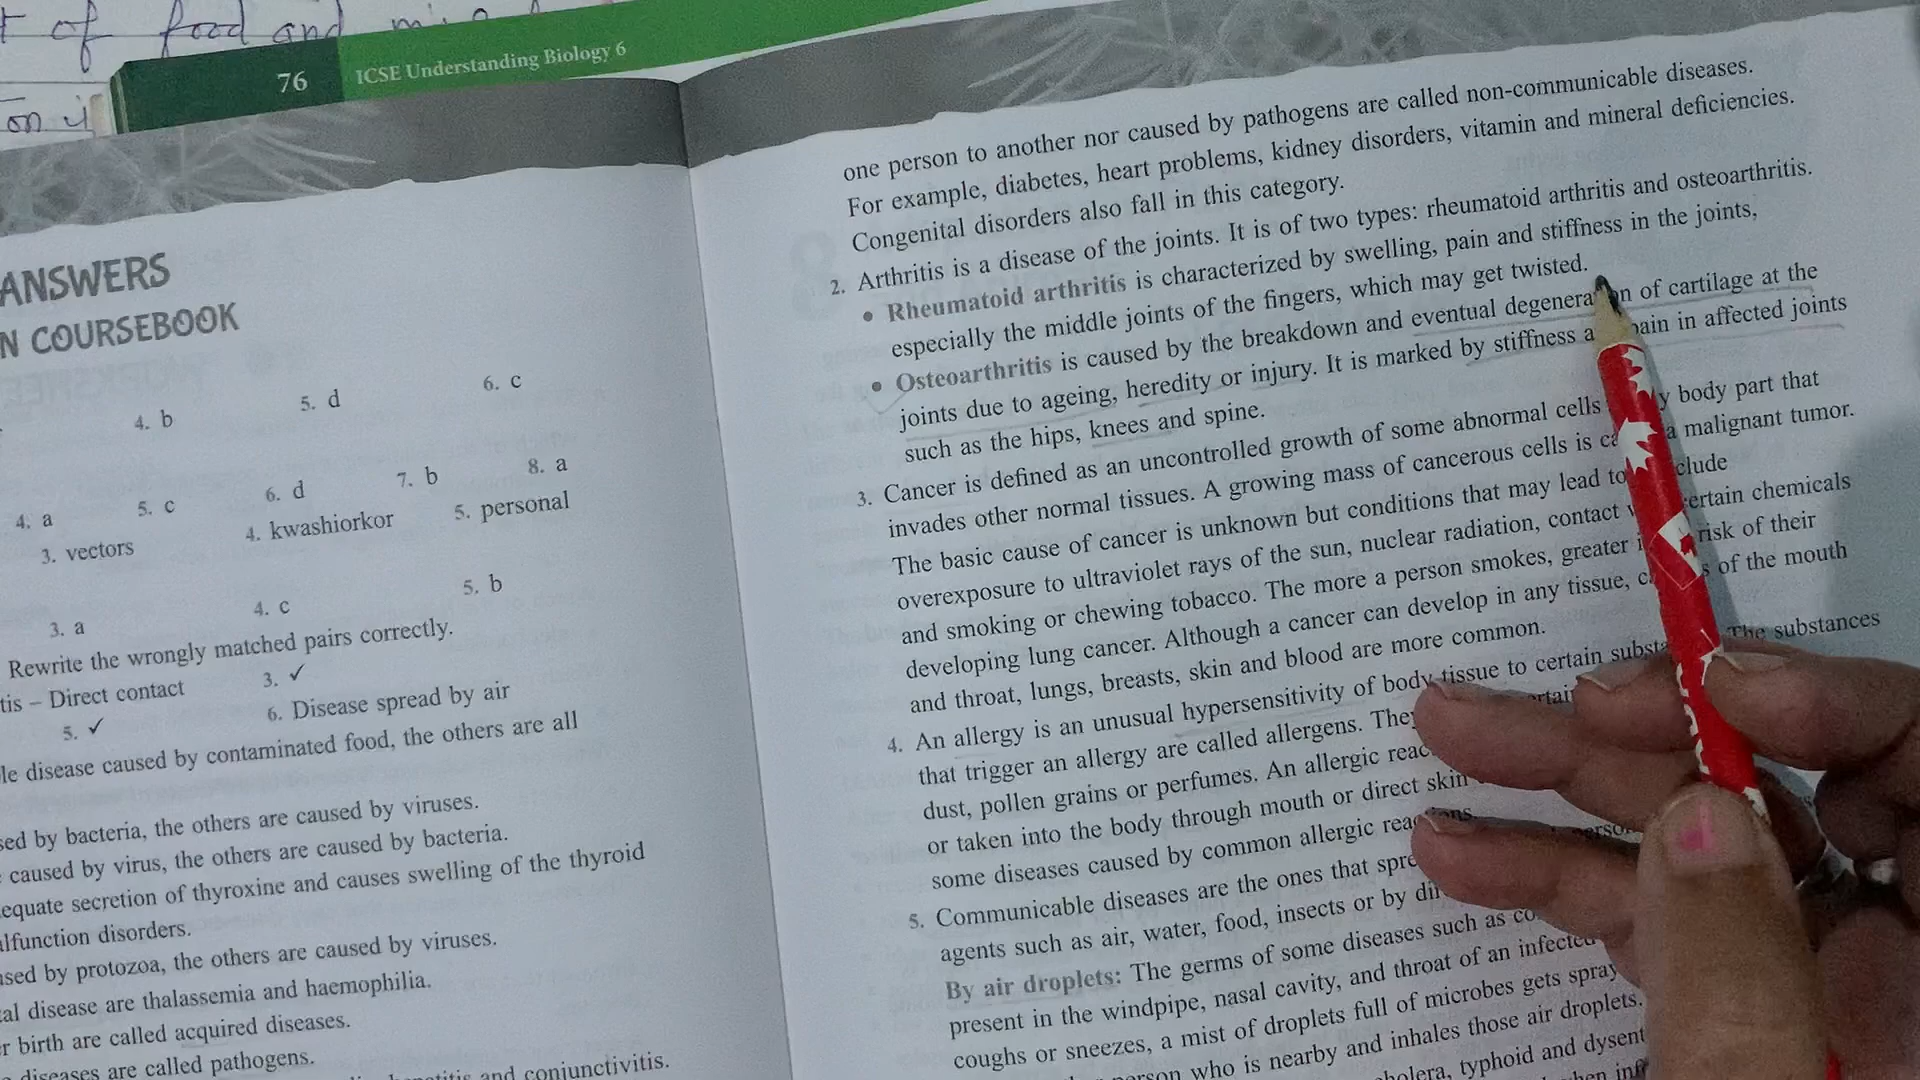 t of food and
on i
76 ICSE Understanding Biology 6
ANSWERS
N COURSEBOOK
4. b 5. d 6. c
4. a 5. c 6. d 7. b 8. a
3. vectors 4. kwashiorkor 5. personal
3. a 4. c 5. b
Rewrite the wrongly matched pairs correctly.
tis – Direct contact 3. ✓
5. ✓ 6. Disease spread by air
le disease caused by contaminated food, the others are all
sed by bacteria, the others are caused by viruses.
caused by virus, the others are caused by bacteria.
equate secretion of thyroxine and causes swelling of the thyroid
alfunction disorders.
used by protozoa, the others are caused by viruses.
al disease are thalassemia and haemophilia.
r birth are called acquired diseases.
diseases are called pathogens.
and conjunctivitis.
one person to another nor caused by pathogens are called non-communicable diseases.
For example, diabetes, heart problems, kidney disorders, vitamin and mineral deficiencies.
Congenital disorders also fall in this category.
2. Arthritis is a disease of the joints. It is of two types: rheumatoid arthritis and osteoarthritis.
• Rheumatoid arthritis is characterized by swelling, pain and stiffness in the joints,
especially the middle joints of the fingers, which may get twisted.
• Osteoarthritis is caused by the breakdown and eventual degenera n of cartilage at the
joints due to ageing, heredity or injury. It is marked by stiffness a pain in affected joints
such as the hips, knees and spine.
3. Cancer is defined as an uncontrolled growth of some abnormal cells y body part that
invades other normal tissues. A growing mass of cancerous cells is ca a malignant tumor.
The basic cause of cancer is unknown but conditions that may lead to clude
overexposure to ultraviolet rays of the sun, nuclear radiation, contact w ertain chemicals
and smoking or chewing tobacco. The more a person smokes, greater i risk of their
developing lung cancer. Although a cancer can develop in any tissue, c s of the mouth
and throat, lungs, breasts, skin and blood are more common.
4. An allergy is an unusual hypersensitivity of body tissue to certain substa The substances
that trigger an allergy are called allergens. They ertain
dust, pollen grains or perfumes. An allergic reac
or taken into the body through mouth or direct skin
some diseases caused by common allergic reac ons.
5. Communicable diseases are the ones that spre perso
agents such as air, water, food, insects or by dir
By air droplets: The germs of some diseases such as co
present in the windpipe, nasal cavity, and throat of an infected
coughs or sneezes, a mist of droplets full of microbes gets spray
person who is nearby and inhales those air droplets.
cholera, typhoid and dysent